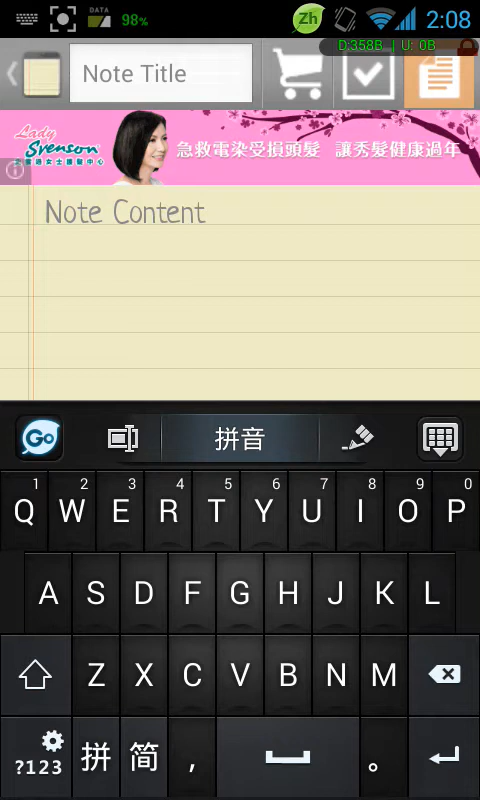 DATA
98%
Zh
2:08
D:358B | U: 0B
Note Title
Lady
Svenson
急救電染受損頭髮 讓秀髮健康過年
Note Content
Go
拼音
1 2 3 4 5 6 7 8 9 0
Q W E R T Y U I O P
A S D F G H J K L
Z X C V B N M
?123 拼 简 , 。